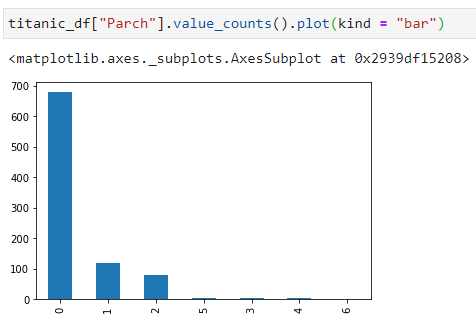 titanic_df["Parch"].value_counts().plot(kind = "bar")
<matplotlib.axes._subplots.AxesSubplot at 0x2939df15208>
700
600
500
400
300
200
100
0
0 1 2 5 3 4 6